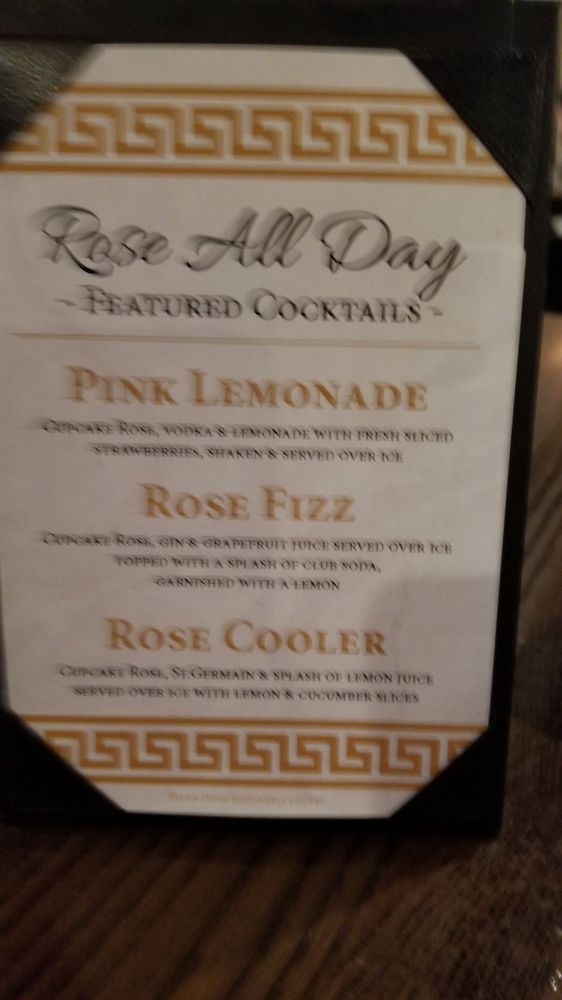 Rose All Day
~ Featured Cocktails ~
Pink Lemonade
Cupcake Rose, vodka & lemonade with fresh sliced
strawberries, shaken & served over ice
Rose Fizz
Cupcake Rose, gin & grapefruit juice served over ice
topped with a splash of club soda,
garnished with a lemon
Rose Cooler
Cupcake Rose, St.Germain & splash of lemon juice
served over ice with lemon & cucumber slices